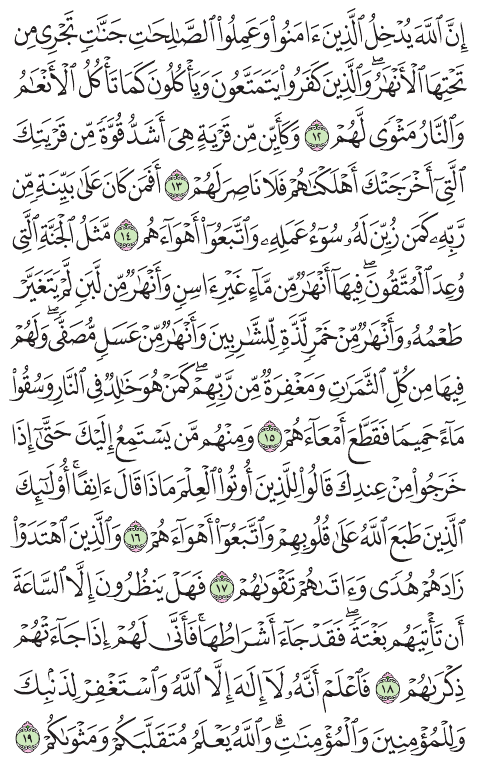 إِنَّ ٱللَّهَ يُدۡخِلُ ٱلَّذِينَ ءَامَنُواْ وَعَمِلُواْ ٱلصَّٰلِحَٰتِ جَنَّٰتٖ تَجۡرِي مِن
تَحۡتِهَا ٱلۡأَنۡهَٰرُۖ وَٱلَّذِينَ كَفَرُواْ يَتَمَتَّعُونَ وَيَأۡكُلُونَ كَمَا تَأۡكُلُ ٱلۡأَنۡعَٰمُ
وَٱلنَّارُ مَثۡوٗى لَّهُمۡ ١٢ وَكَأَيِّن مِّن قَرۡيَةٍ هِيَ أَشَدُّ قُوَّةٗ مِّن قَرۡيَتِكَ
ٱلَّتِيٓ أَخۡرَجَتۡكَ أَهۡلَكۡنَٰهُمۡ فَلَا نَاصِرَ لَهُمۡ ١٣ أَفَمَن كَانَ عَلَىٰ بَيِّنَةٖ مِّن
رَّبِّهِۦ كَمَن زُيِّنَ لَهُۥ سُوٓءُ عَمَلِهِۦ وَٱتَّبَعُوٓاْ أَهۡوَآءَهُم ١٤ مَّثَلُ ٱلۡجَنَّةِ ٱلَّتِي
وُعِدَ ٱلۡمُتَّقُونَۖ فِيهَآ أَنۡهَٰرٞ مِّن مَّآءٍ غَيۡرِ ءَاسِنٖ وَأَنۡهَٰرٞ مِّن لَّبَنٖ لَّمۡ يَتَغَيَّرۡ
طَعۡمُهُۥ وَأَنۡهَٰرٞ مِّنۡ خَمۡرٖ لَّذَّةٖ لِّلشَّٰرِبِينَ وَأَنۡهَٰرٞ مِّنۡ عَسَلٖ مُّصَفّٗىۖ وَلَهُمۡ
فِيهَا مِن كُلِّ ٱلثَّمَرَٰتِ وَمَغۡفِرَةٞ مِّن رَّبِّهِمۡۖ كَمَنۡ هُوَ خَٰلِدٞ فِي ٱلنَّارِ وَسُقُواْ
مَآءً حَمِيمٗا فَقَطَّعَ أَمۡعَآءَهُمۡ ١٥ وَمِنۡهُم مَّن يَسۡتَمِعُ إِلَيۡكَ حَتَّىٰٓ إِذَا
خَرَجُواْ مِنۡ عِندِكَ قَالُواْ لِلَّذِينَ أُوتُواْ ٱلۡعِلۡمَ مَاذَا قَالَ ءَانِفًاۚ أُوْلَٰٓئِكَ
ٱلَّذِينَ طَبَعَ ٱللَّهُ عَلَىٰ قُلُوبِهِمۡ وَٱتَّبَعُوٓاْ أَهۡوَآءَهُمۡ ١٦ وَٱلَّذِينَ ٱهۡتَدَوۡاْ
زَادَهُمۡ هُدٗى وَءَاتَىٰهُمۡ تَقۡوَىٰهُمۡ ١٧ فَهَلۡ يَنظُرُونَ إِلَّا ٱلسَّاعَةَ
أَن تَأۡتِيَهُم بَغۡتَةٗۖ فَقَدۡ جَآءَ أَشۡرَاطُهَاۚ فَأَنَّىٰ لَهُمۡ إِذَا جَآءَتۡهُمۡ
ذِكۡرَىٰهُمۡ ١٨ فَٱعۡلَمۡ أَنَّهُۥ لَآ إِلَٰهَ إِلَّا ٱللَّهُ وَٱسۡتَغۡفِرۡ لِذَنۢبِكَ
وَلِلۡمُؤۡمِنِينَ وَٱلۡمُؤۡمِنَٰتِۗ وَٱللَّهُ يَعۡلَمُ مُتَقَلَّبَكُمۡ وَمَثۡوَىٰكُمۡ ١٩